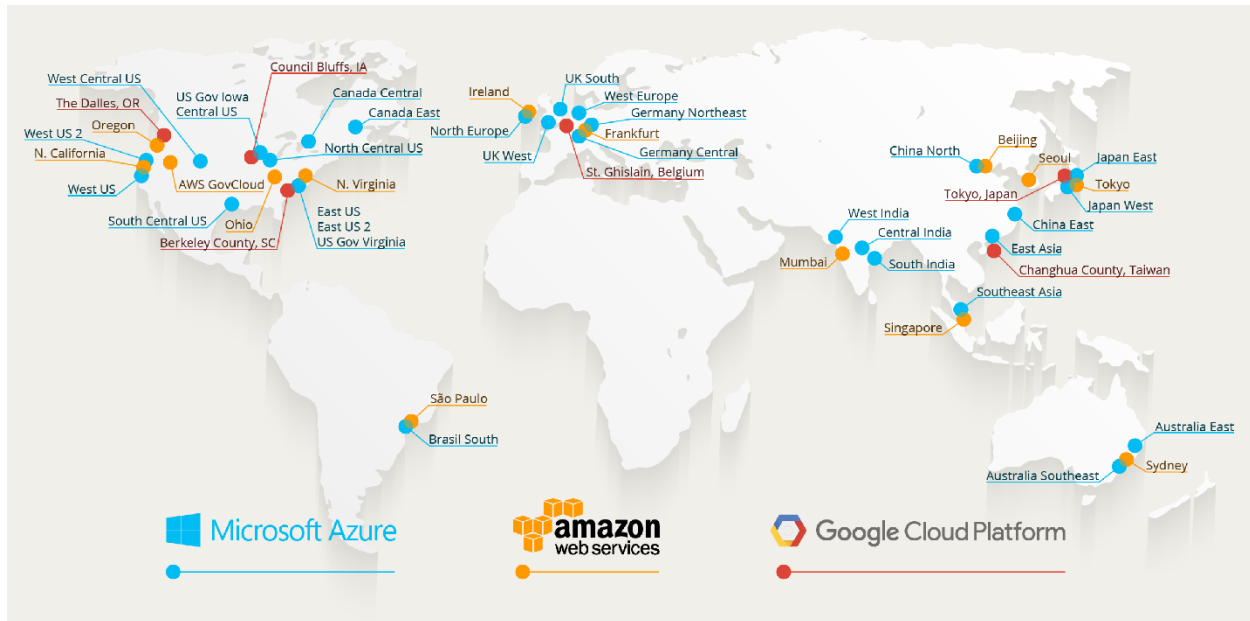 Council Bluffs, IA
West Central US
The Dalles, OR
Oregon
West US 2
N. California
West US
US Gov Iowa
Central US
Canada Central
Canada East
North Central US
AWS GovCloud
N. Virginia
South Central US
Ohio
Berkeley County, SC
East US
East US 2
US Gov Virginia
São Paulo
Brasil South
Ireland
North Europe
UK South
West Europe
Germany Northeast
Frankfurt
UK West
Germany Central
St. Ghislain, Belgium
China North
Beijing
Seoul
Japan East
Tokyo, Japan
Tokyo
Japan West
West India
Central India
China East
Mumbai
South India
East Asia
Changhua County, Taiwan
Southeast Asia
Singapore
Australia East
Australia Southeast
Sydney
Microsoft Azure
amazon
web services
Google Cloud Platform